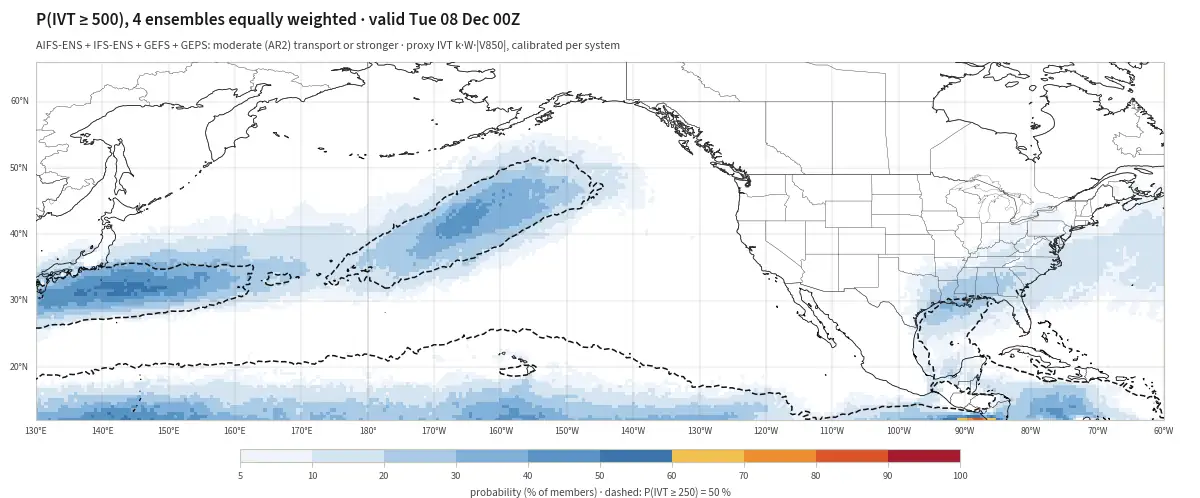 P(IVT ≥ 500), 4 ensembles equally weighted · valid Tue 08 Dec 00Z
AIFS-ENS + IFS-ENS + GEFS + GEPS: moderate (AR2) transport or stronger · proxy IVT k·W·|V850|, calibrated per system
60°N
50°N
40°N
30°N
20°N
130°E 140°E 150°E 160°E 170°E 180° 170°W 160°W 150°W 140°W 130°W 120°W 110°W 100°W 90°W 80°W 70°W 60°W
5 10 20 30 40 50 60 70 80 90 100
probability (% of members) · dashed: P(IVT ≥ 250) = 50 %